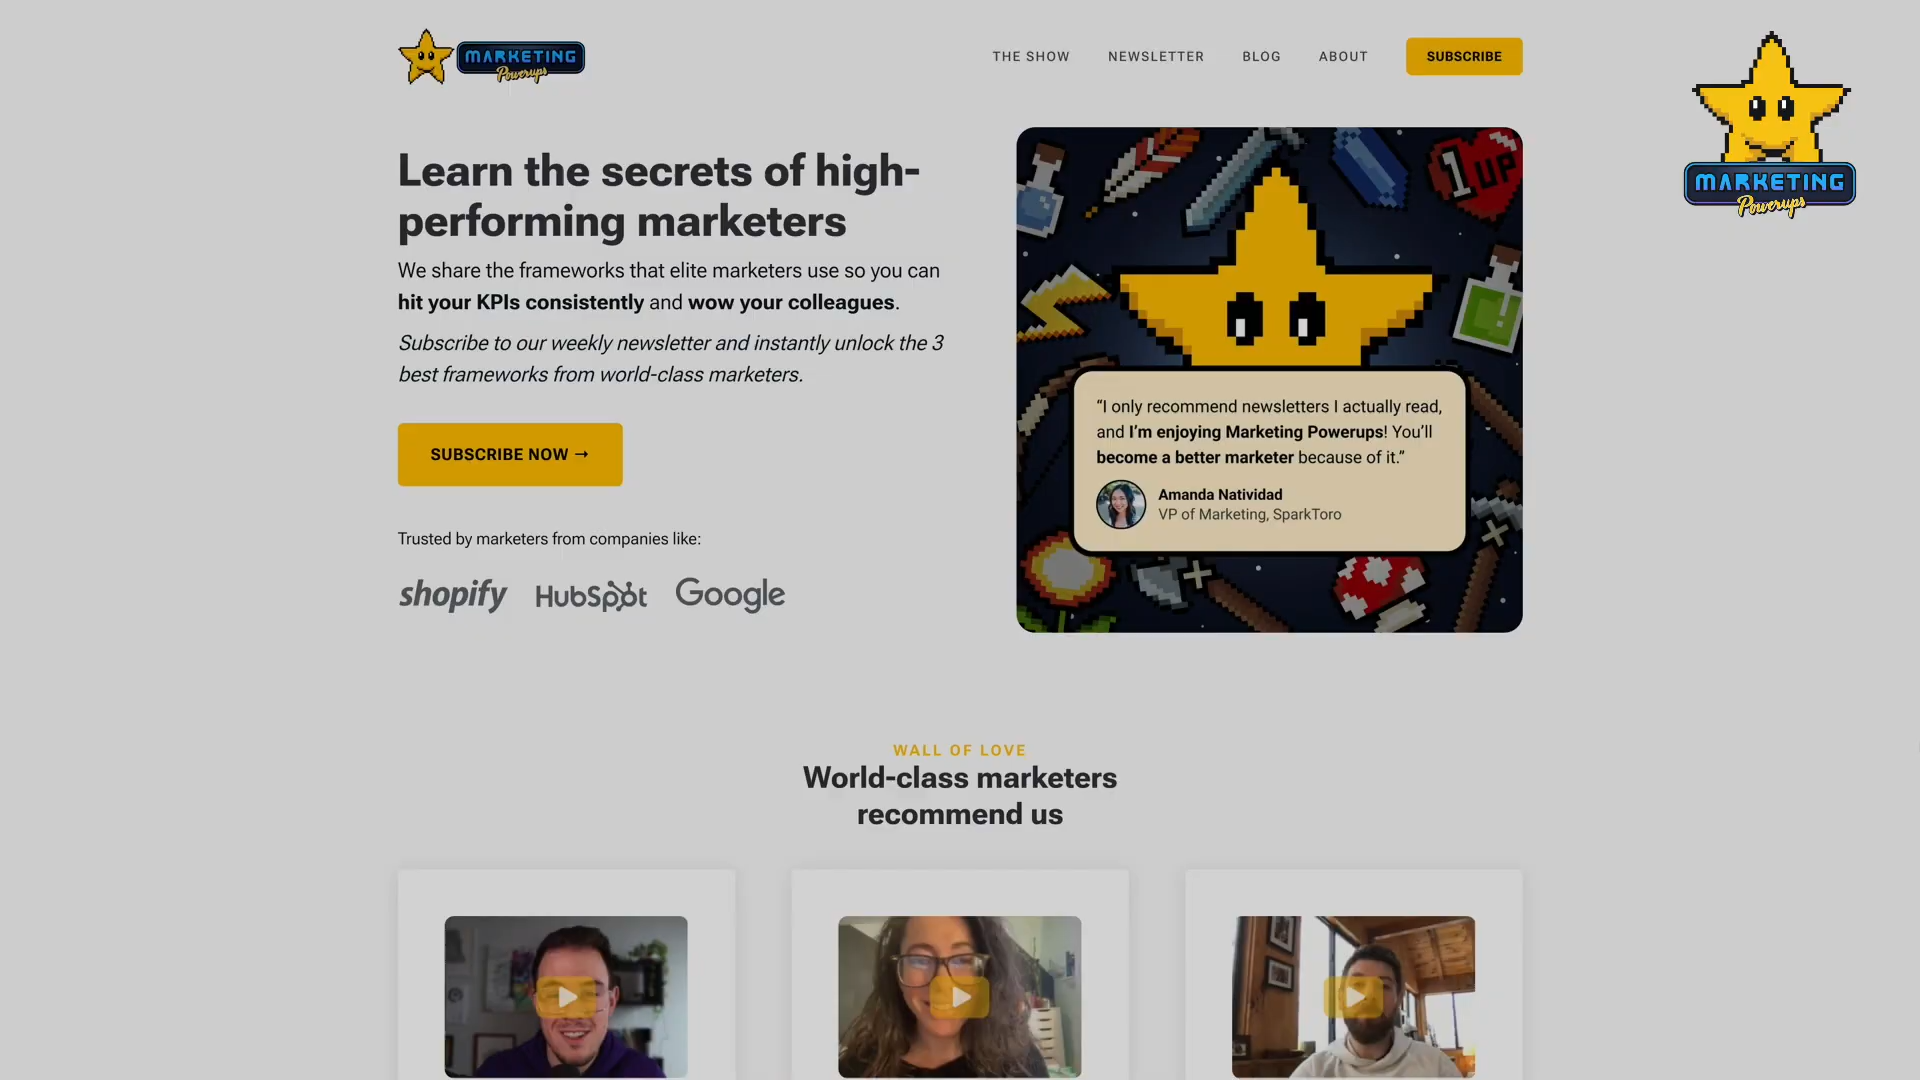 MARKETING
Powerups
THE SHOW
NEWSLETTER
BLOG
ABOUT
SUBSCRIBE
MARKETING
Powerups
Learn the secrets of high-
performing marketers
We share the frameworks that elite marketers use so you can
hit your KPIs consistently and wow your colleagues.
Subscribe to our weekly newsletter and instantly unlock the 3
best frameworks from world-class marketers.
SUBSCRIBE NOW →
Trusted by marketers from companies like:
shopify
HubSpot
Google
1UP
“I only recommend newsletters I actually read,
and I’m enjoying Marketing Powerups! You’ll
become a better marketer because of it.”
Amanda Natividad
VP of Marketing, SparkToro
WALL OF LOVE
World-class marketers
recommend us